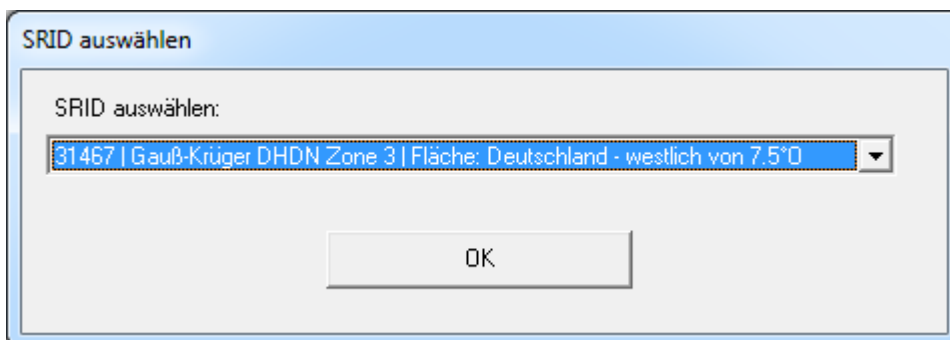 SRID auswählen
SRID auswählen:
31467 | Gauß-Krüger DHDN Zone 3 | Fläche: Deutschland - westlich von 7.5°O
OK